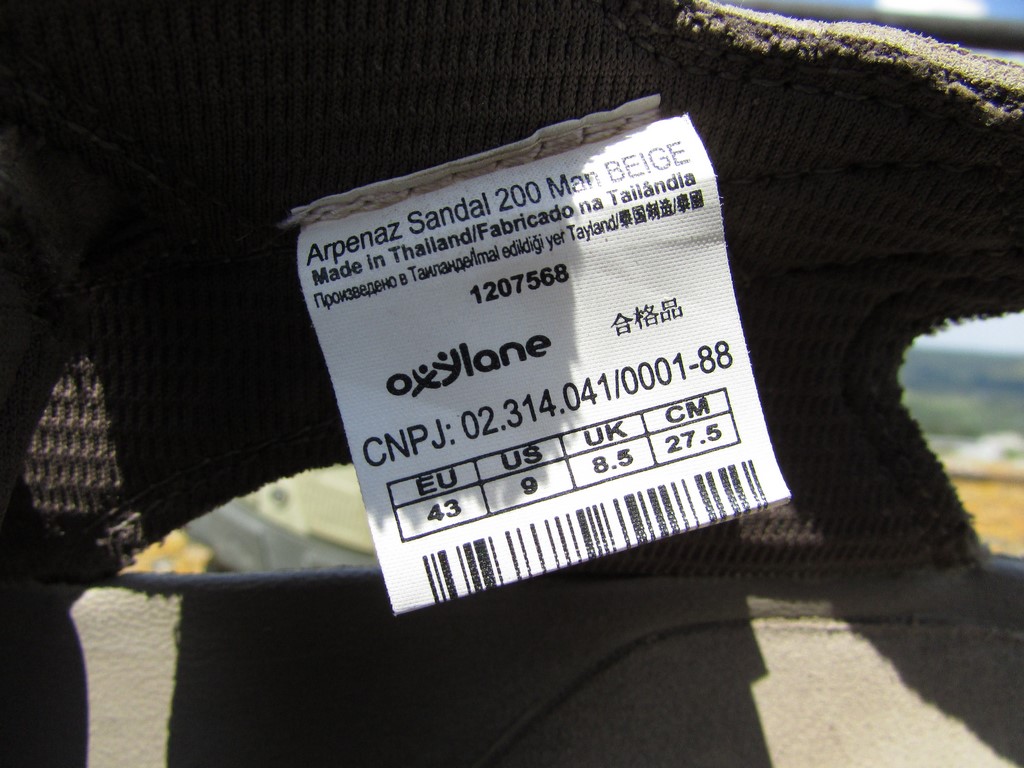 Arpenaz Sandal 200 Man BEIGE
Made in Thailand/Fabricado na Tailândia
Произведено в Таиланде/İmal edildiği yer Tayland/泰国制造/泰國
1207568
合格品
oxylane
CNPJ: 02.314.041/0001-88
EU US UK CM
43 9 8.5 27.5